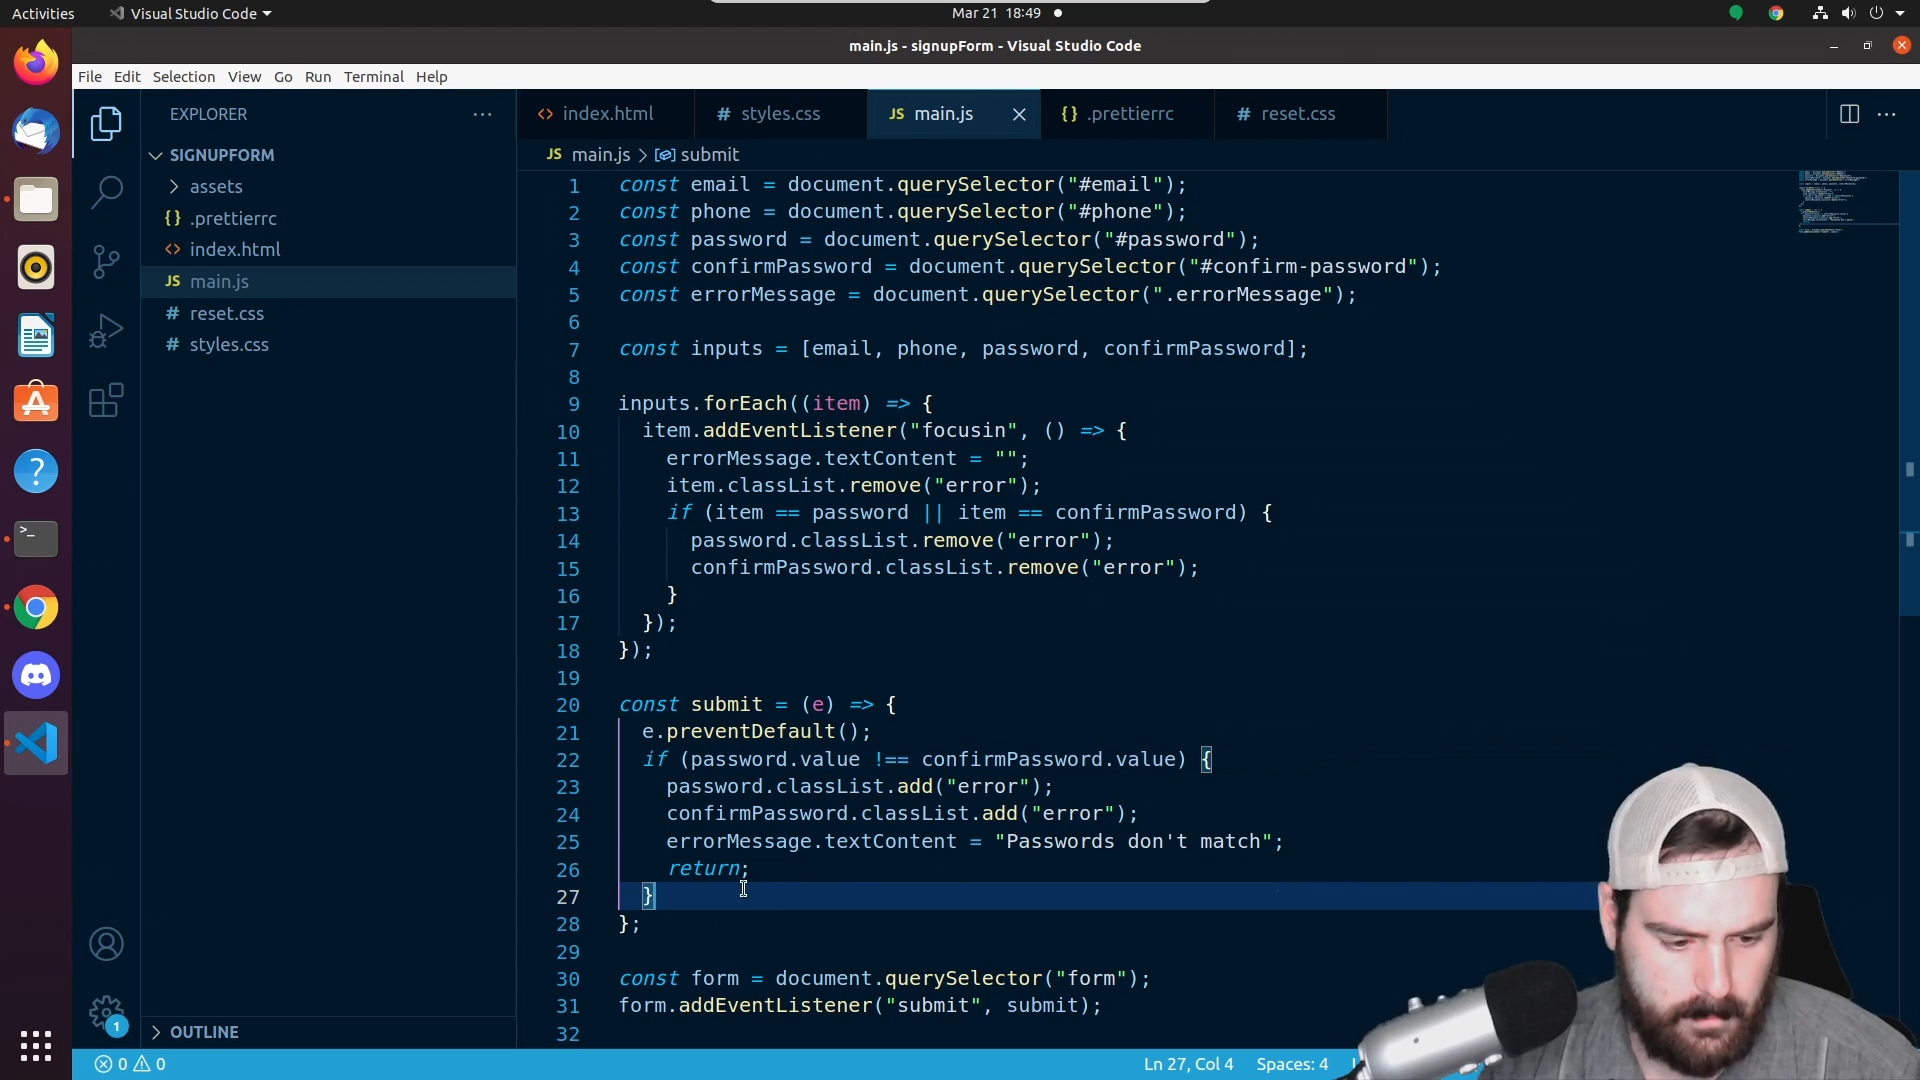 Activities
Visual Studio Code
Mar 21 18:49
main.js - signupForm - Visual Studio Code
File Edit Selection View Go Run Terminal Help
EXPLORER
SIGNUPFORM
assets
{} .prettierrc
<> index.html
JS main.js
# reset.css
# styles.css
OUTLINE
1
<> index.html
# styles.css
JS main.js
{} .prettierrc
# reset.css
JS main.js > submit
1 const email = document.querySelector("#email");
2 const phone = document.querySelector("#phone");
3 const password = document.querySelector("#password");
4 const confirmPassword = document.querySelector("#confirm-password");
5 const errorMessage = document.querySelector(".errorMessage");
6
7 const inputs = [email, phone, password, confirmPassword];
8
9 inputs.forEach((item) => {
10 item.addEventListener("focusin", () => {
11 errorMessage.textContent = "";
12 item.classList.remove("error");
13 if (item == password || item == confirmPassword) {
14 password.classList.remove("error");
15 confirmPassword.classList.remove("error");
16 }
17 });
18 });
19
20 const submit = (e) => {
21 e.preventDefault();
22 if (password.value !== confirmPassword.value) {
23 password.classList.add("error");
24 confirmPassword.classList.add("error");
25 errorMessage.textContent = "Passwords don't match";
26 return;
27 }
28 };
29
30 const form = document.querySelector("form");
31 form.addEventListener("submit", submit);
32
0 0
Ln 27, Col 4
Spaces: 4